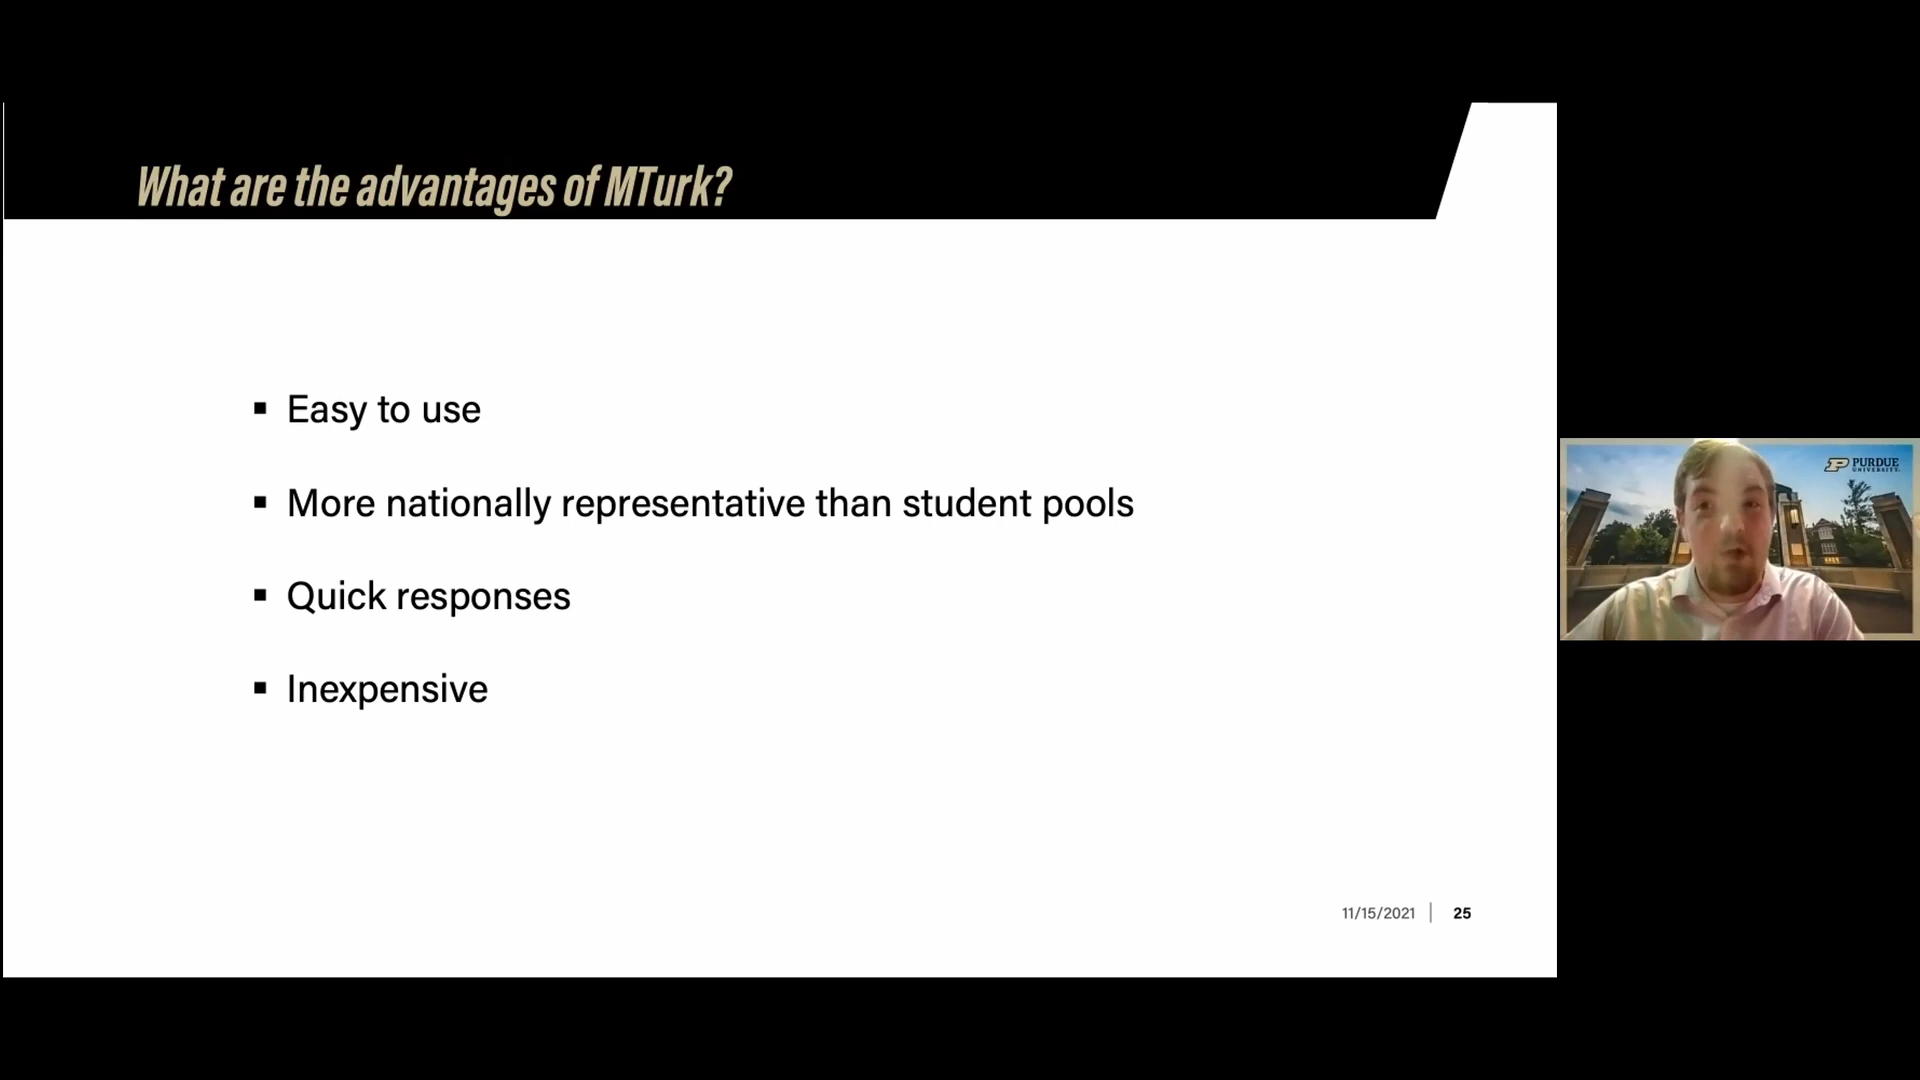 What are the advantages of MTurk?
▪ Easy to use
▪ More nationally representative than student pools
▪ Quick responses
▪ Inexpensive
11/15/2021 | 25
PURDUE
UNIVERSITY